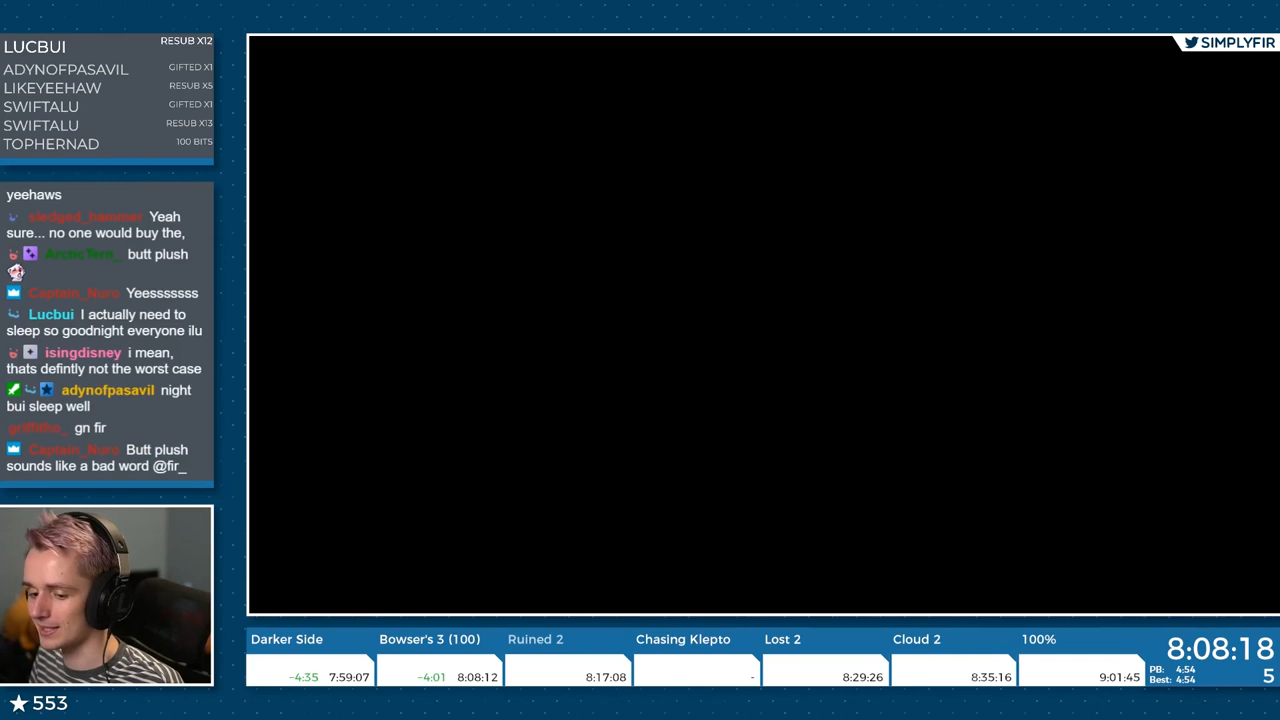 LUCBUI RESUB X12
ADYNOFPASAVIL GIFTED X1
LIKEYEEHAW RESUB X5
SWIFTALU GIFTED X1
SWIFTALU RESUB X13
TOPHERNAD 100 BITS
SIMPLYFIR
yeehaws
sledged_hammer Yeah
sure... no one would buy the,
ArcticTern_ butt plush
Captain_Nuro Yeesssssss
Lucbui I actually need to
sleep so goodnight everyone ilu
isingdisney i mean,
thats defintly not the worst case
adynofpasavil night
bui sleep well
griffitho_ gn fir
Captain_Nuro Butt plush
sounds like a bad word @fir_
Darker Side Bowser's 3 (100) Ruined 2 Chasing Klepto Lost 2 Cloud 2 100%
-4:35 7:59:07 -4:01 8:08:12 8:17:08 - 8:29:26 8:35:16 9:01:45
8:08:18
PB: 4:54
Best: 4:54 5
553